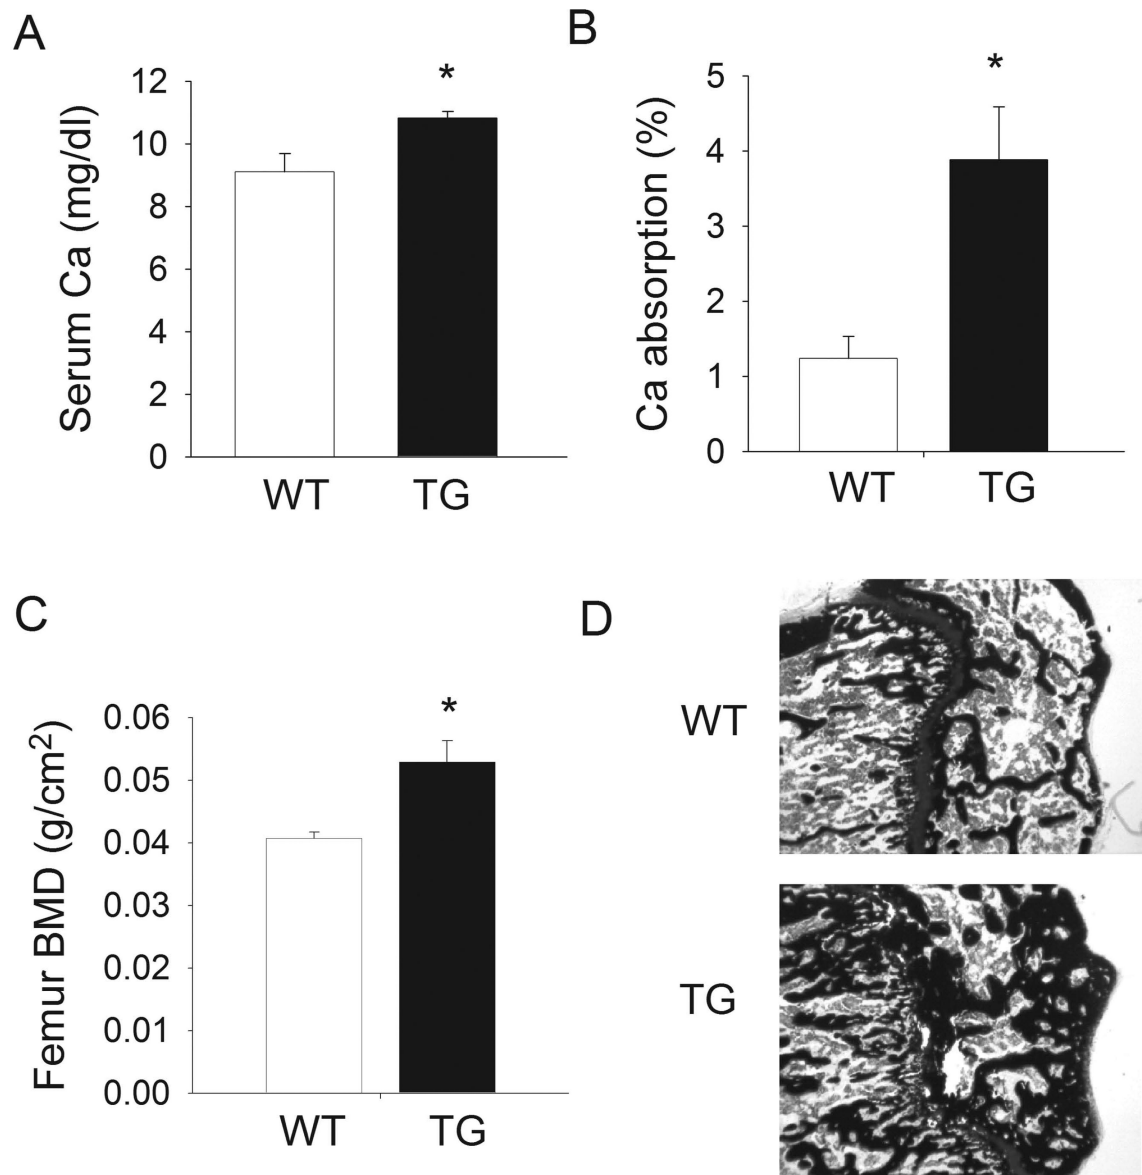 A
Serum Ca (mg/dl)
12
10
8
6
4
2
0
*
WT TG
B
Ca absorption (%)
5
4
3
2
1
0
*
WT TG
C
Femur BMD (g/cm²)
0.06
0.05
0.04
0.03
0.02
0.01
0.00
*
WT TG
D
WT
TG